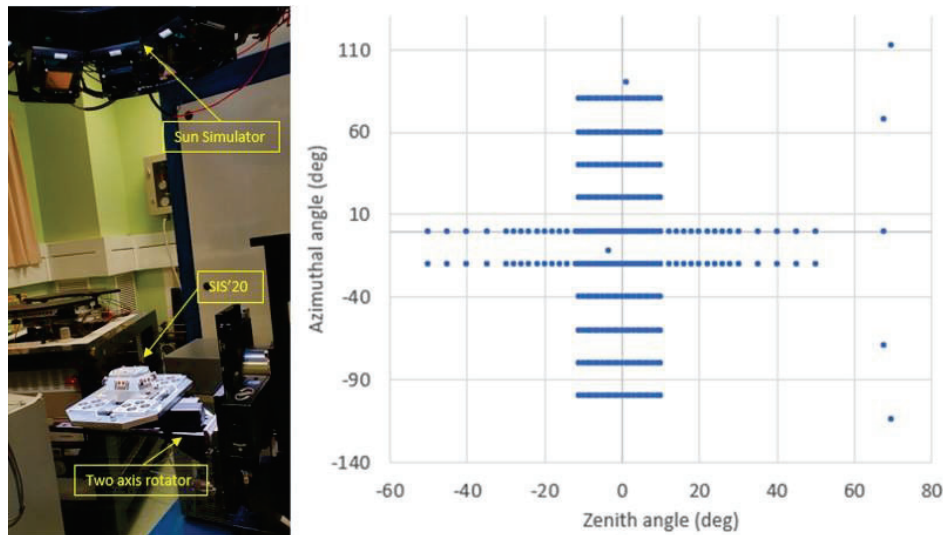 Sun Simulator
SIS'20
Two axis rotator
Azimuthal angle (deg)
110
60
10
-40
-90
-140
-60
-40
-20
0
20
40
60
80
Zenith angle (deg)